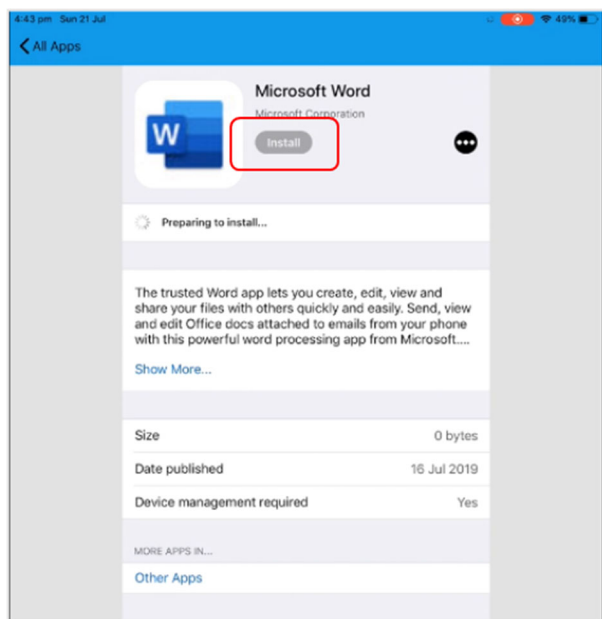 4:43 pm Sun 21 Jul
49%
All Apps
Microsoft Word
Microsoft Corporation
W
Install
Preparing to install...
The trusted Word app lets you create, edit, view and
share your files with others quickly and easily. Send, view
and edit Office docs attached to emails from your phone
with this powerful word processing app from Microsoft....
Show More...
Size 0 bytes
Date published 16 Jul 2019
Device management required Yes
MORE APPS IN...
Other Apps